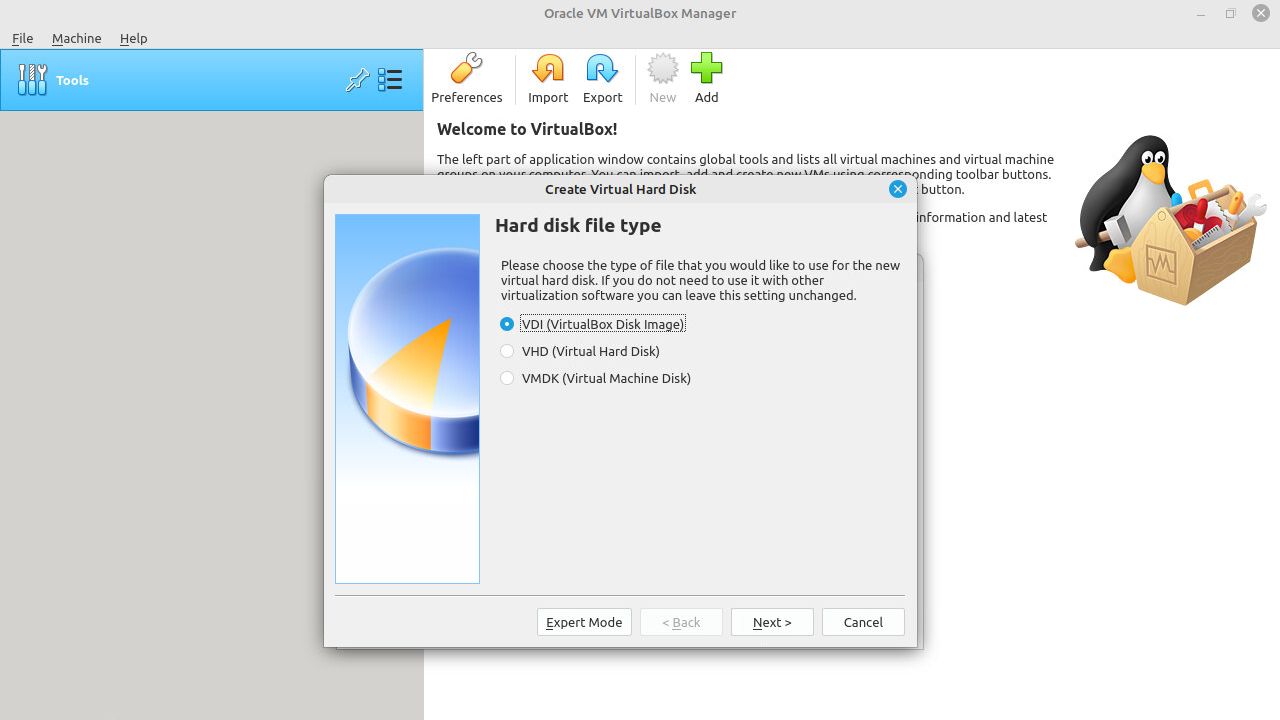 Oracle VM VirtualBox Manager
File Machine Help
Tools
Preferences Import Export New Add
Welcome to VirtualBox!
The left part of application window contains global tools and lists all virtual machines and virtual machine
groups on your computer. You can import, add and create new VMs using corresponding toolbar buttons.
button.
information and latest
Create Virtual Hard Disk
Hard disk file type
Please choose the type of file that you would like to use for the new
virtual hard disk. If you do not need to use it with other
virtualization software you can leave this setting unchanged.
VDI (VirtualBox Disk Image)
VHD (Virtual Hard Disk)
VMDK (Virtual Machine Disk)
Expert Mode < Back Next > Cancel